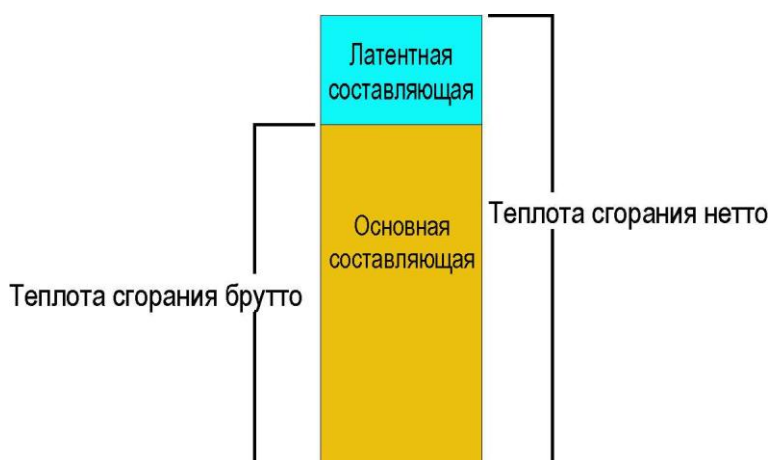 Латентная
составляющая
Теплота сгорания нетто
Основная
составляющая
Теплота сгорания брутто